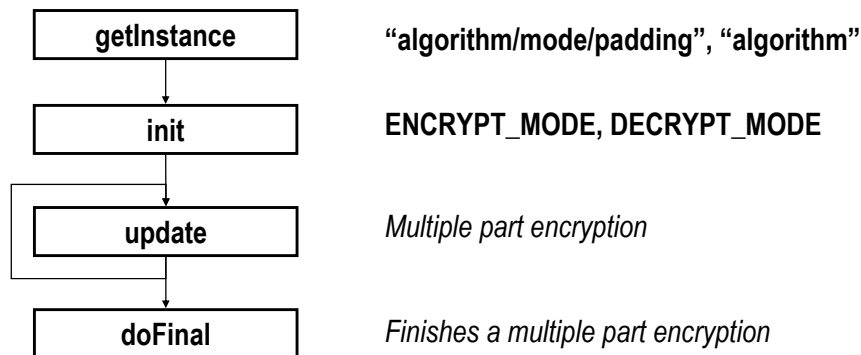 getInstance “algorithm/mode/padding”, “algorithm”
init ENCRYPT_MODE, DECRYPT_MODE
update Multiple part encryption
doFinal Finishes a multiple part encryption